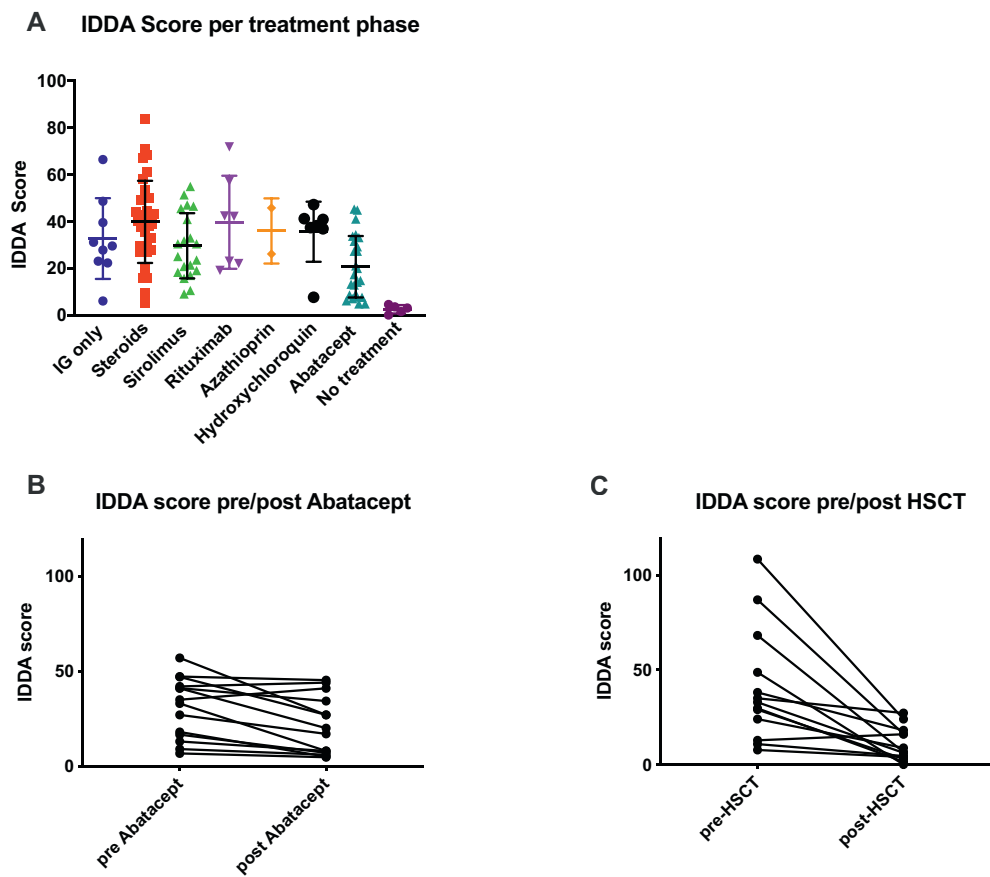 A IDDA Score per treatment phase
IDDA Score
100
80
60
40
20
0
IG only
Steroids
Sirolimus
Rituximab
Azathioprin
Hydroxychloroquin
Abatacept
No treatment
B
IDDA score pre/post Abatacept
IDDA score
100
50
0
pre Abatacept
post Abatacept
C
IDDA score pre/post HSCT
IDDA score
100
50
0
pre-HSCT
post-HSCT